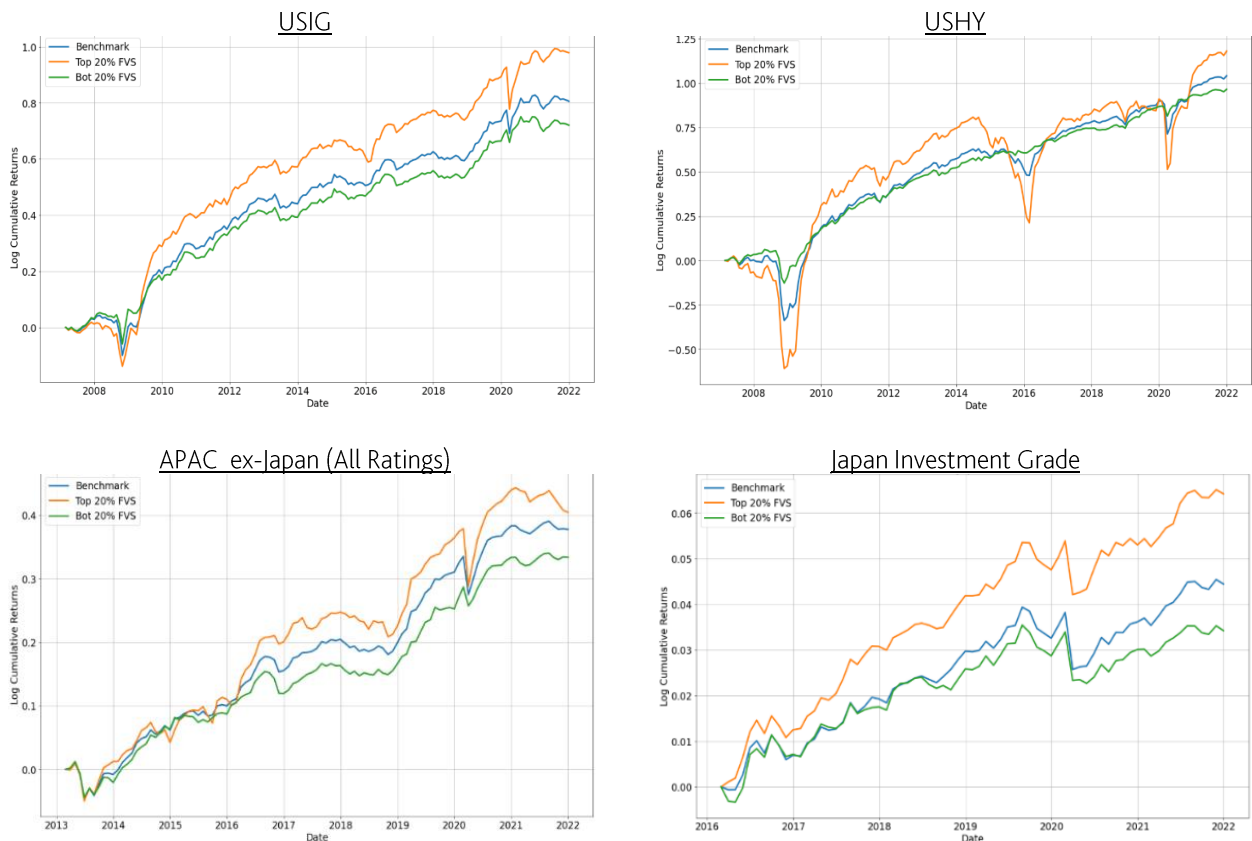 USIG
Benchmark
Top 20% FVS
Bot 20% FVS
Log Cumulative Returns
1.0
0.8
0.6
0.4
0.2
0.0
2008 2010 2012 2014 2016 2018 2020 2022
Date
USHY
Benchmark
Top 20% FVS
Bot 20% FVS
Log Cumulative Returns
1.25
1.00
0.75
0.50
0.25
0.00
−0.25
−0.50
2008 2010 2012 2014 2016 2018 2020 2022
Date
APAC ex-Japan (All Ratings)
Benchmark
Top 20% FVS
Bot 20% FVS
Log Cumulative Returns
0.4
0.3
0.2
0.1
0.0
2013 2014 2015 2016 2017 2018 2019 2020 2021 2022
Date
Japan Investment Grade
Benchmark
Top 20% FVS
Bot 20% FVS
Log Cumulative Returns
0.06
0.05
0.04
0.03
0.02
0.01
0.00
2016 2017 2018 2019 2020 2021 2022
Date